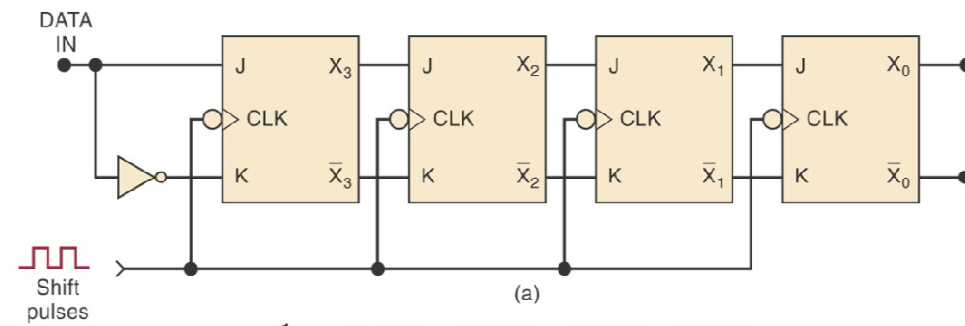 DATA
IN
J X₃ J X₂ J X₁ J X₀
CLK CLK CLK CLK
K X̅₃ K X̅₂ K X̅₁ K X̅₀
Shift
pulses
(a)